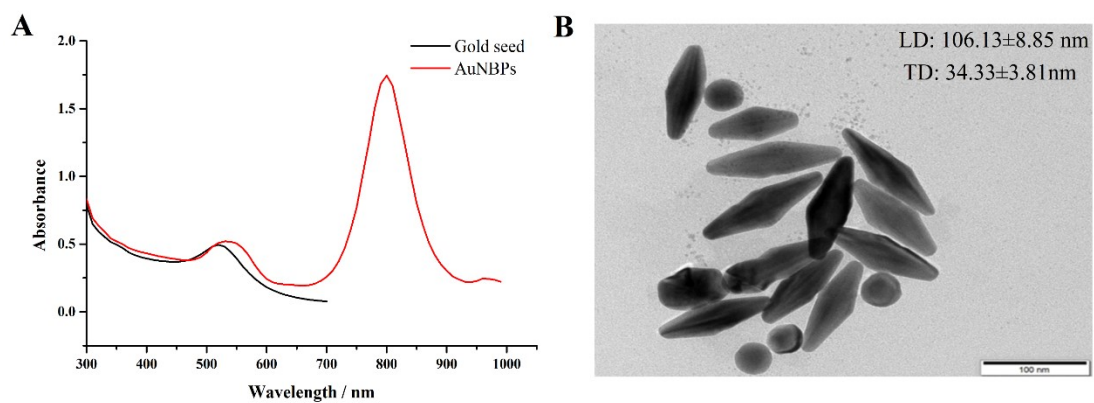 A
Gold seed
AuNBPs
2.0
1.5
1.0
0.5
0.0
Absorbance
300
400
500
600
700
800
900
1000
Wavelength / nm
B
LD: 106.13±8.85 nm
TD: 34.33±3.81nm
100 nm